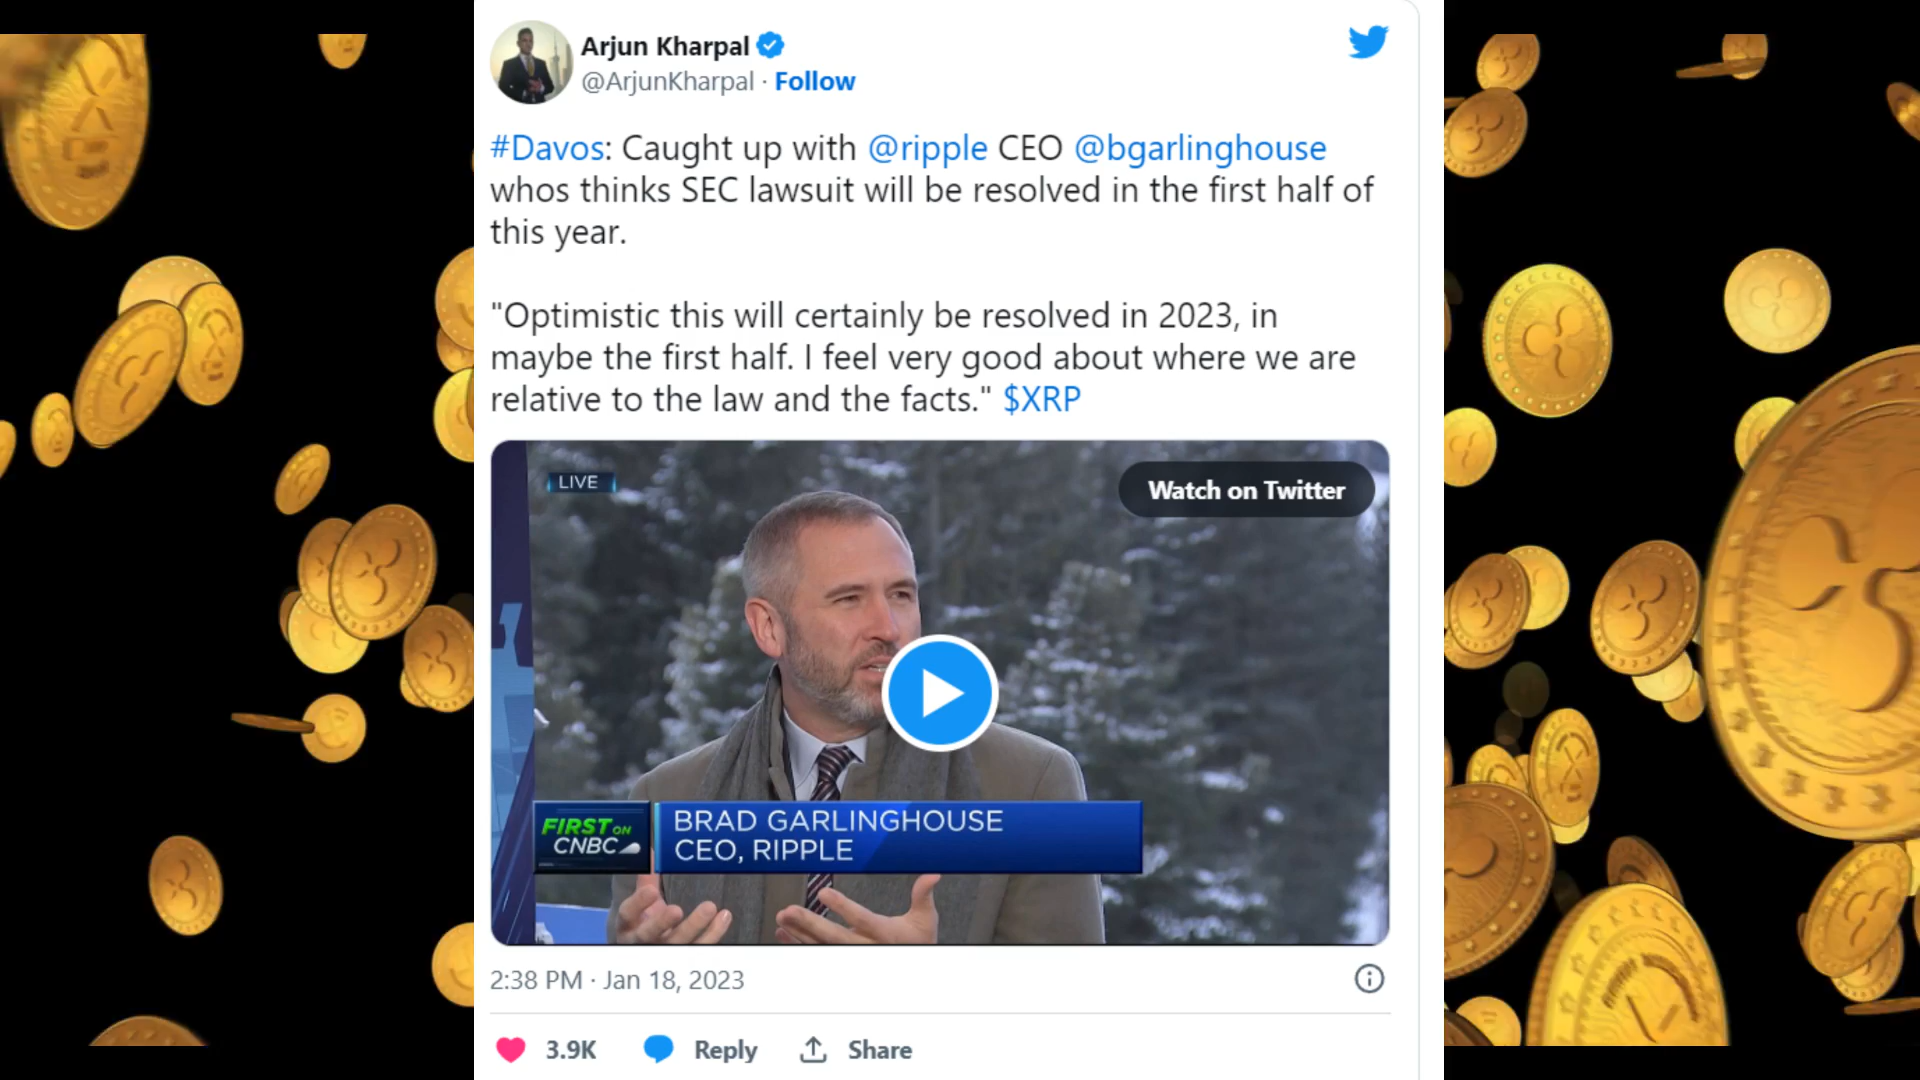 Arjun Kharpal
@ArjunKharpal · Follow
#Davos: Caught up with @ripple CEO @bgarlinghouse
whos thinks SEC lawsuit will be resolved in the first half of
this year.
"Optimistic this will certainly be resolved in 2023, in
maybe the first half. I feel very good about where we are
relative to the law and the facts." $XRP
LIVE
Watch on Twitter
FIRST ON
CNBC
BRAD GARLINGHOUSE
CEO, RIPPLE
2:38 PM · Jan 18, 2023
3.9K
Reply
Share